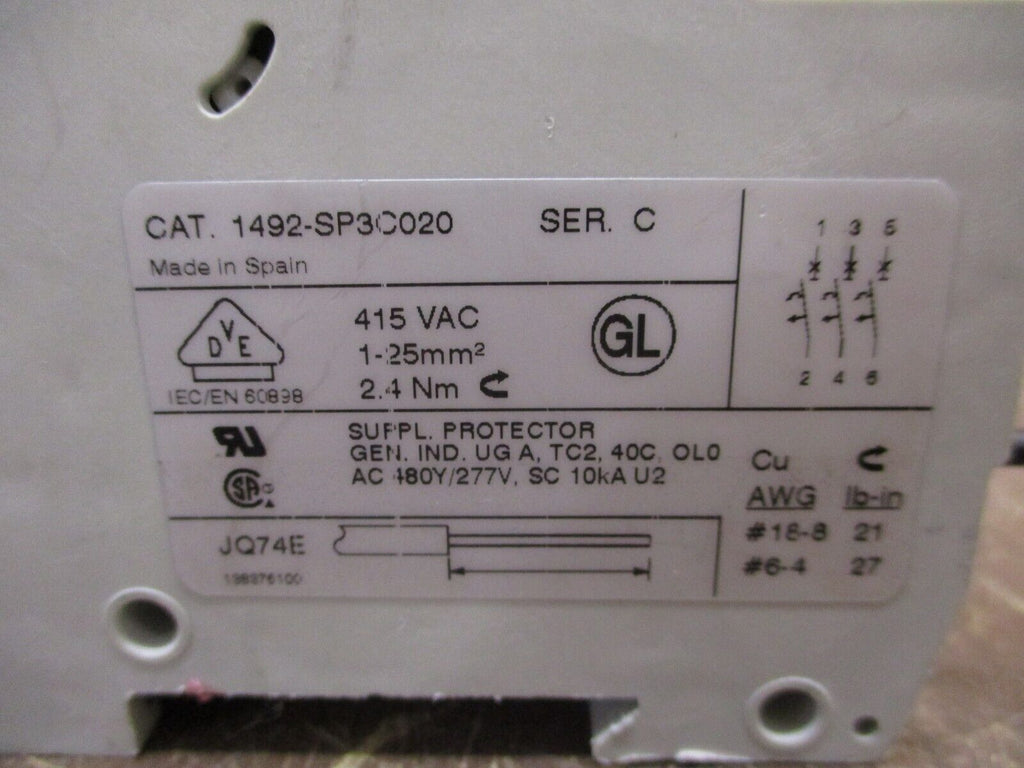 CAT. 1492-SP3C020 SER. C
Made in Spain
1 3 5
2 4 6
DVE
IEC/EN 60898
415 VAC
1-25mm²
2.4 Nm
GL
SUPPL. PROTECTOR
GEN. IND. UG A, TC2, 40C, OL0
AC 480Y/277V, SC 10kA U2
SA
Cu
AWG lb-in
#18-8 21
#6-4 27
JQ74E